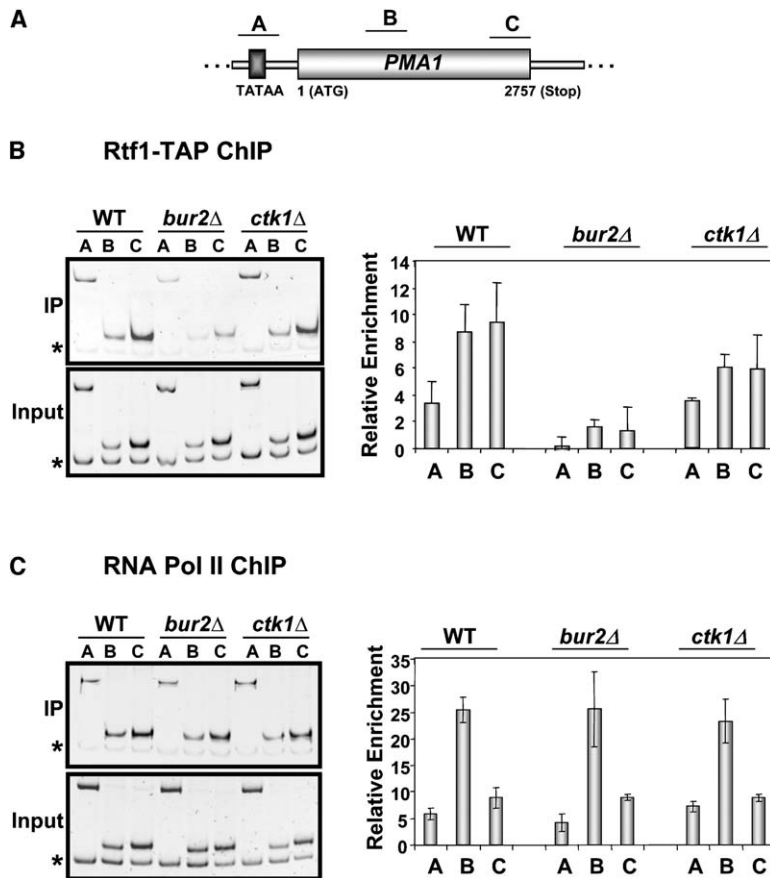 A
A B C
PMA1
TATAA 1 (ATG) 2757 (Stop)
B Rtf1-TAP ChIP
WT bur2Δ ctk1Δ
A B C A B C A B C
IP
*
Input
*
WT bur2Δ ctk1Δ
Relative Enrichment
14
12
10
8
6
4
2
0
A B C A B C A B C
C RNA Pol II ChIP
WT bur2Δ ctk1Δ
A B C A B C A B C
IP
*
Input
*
WT bur2Δ ctk1Δ
Relative Enrichment
35
30
25
20
15
10
5
0
A B C A B C A B C